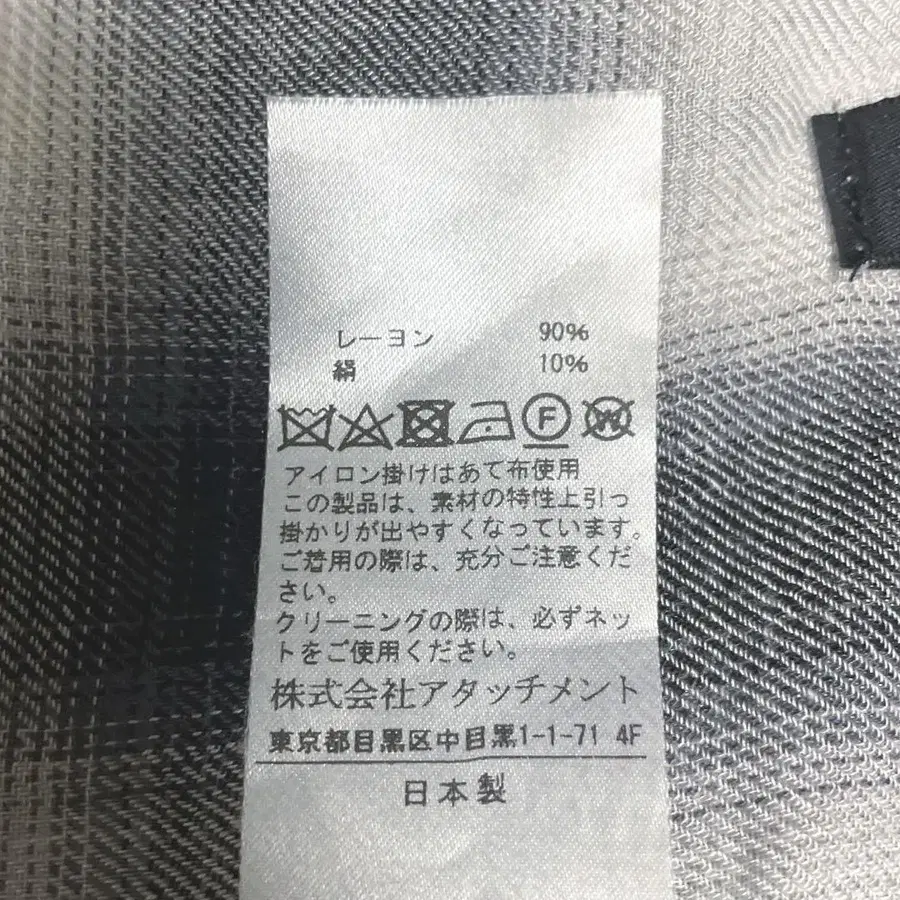 レーヨン 90%
絹 10%
F W
アイロン掛けはあて布使用
この製品は、素材の特性上引っ
掛かりが出やすくなっています。
ご着用の際は、充分ご注意くだ
さい。
クリーニングの際は、必ずネッ
トをご使用ください。
株式会社アタッチメント
東京都目黒区中目黒1-1-71 4F
日本製